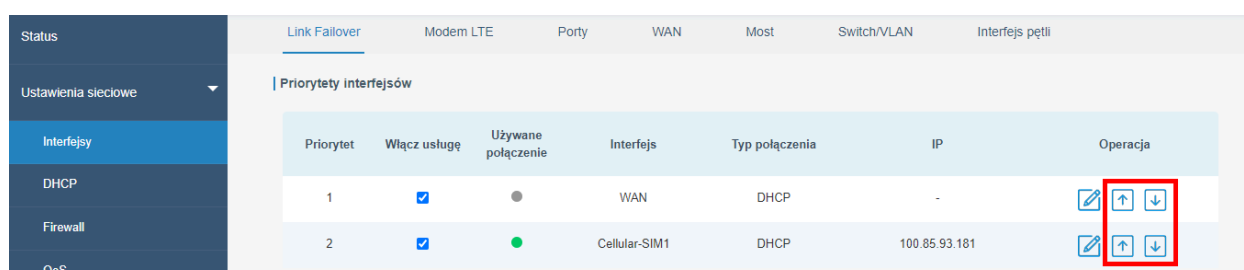 Status
Ustawienia sieciowe
Interfejsy
DHCP
Firewall
QoS
Link Failover Modem LTE Porty WAN Most Switch/VLAN Interfejs pętli
Priorytety interfejsów
Priorytet Włącz usługę Używane połączenie Interfejs Typ połączenia IP Operacja
1 WAN DHCP -
2 Cellular-SIM1 DHCP 100.85.93.181